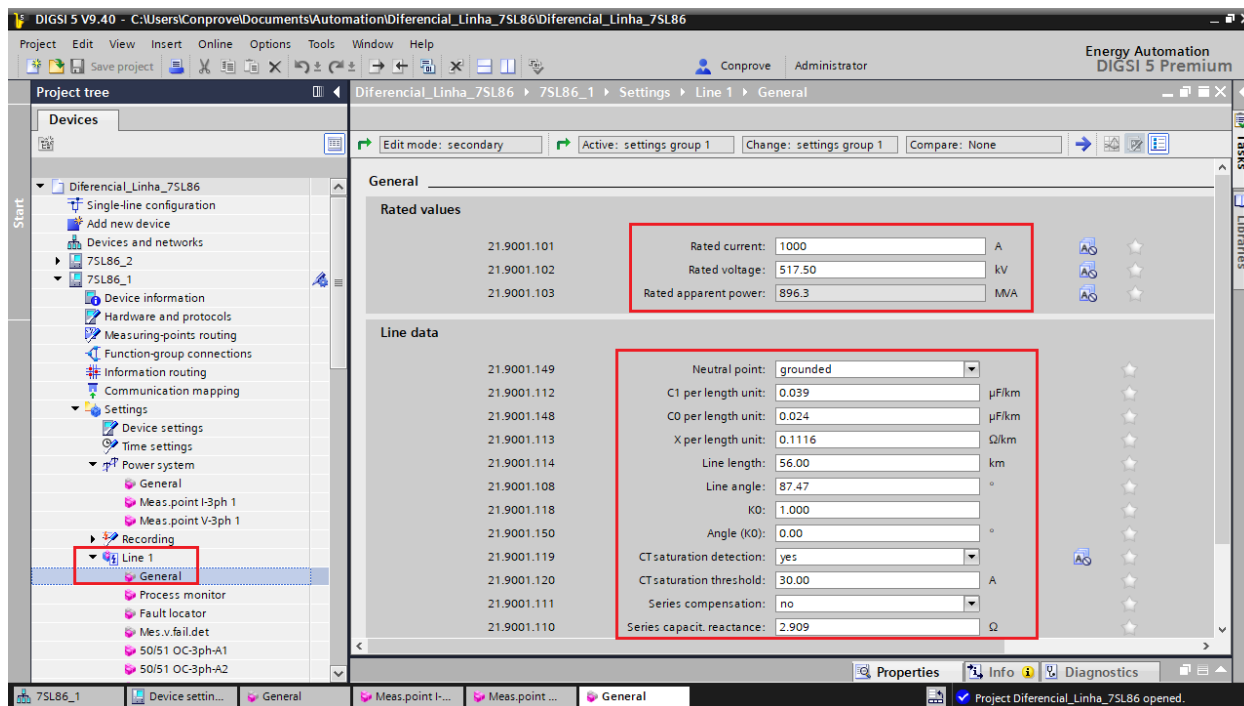 DIGSI 5 V9.40 - C:\Users\Conprove\Documents\Automation\Diferencial_Linha_7SL86\Diferencial_Linha_7SL86
Project Edit View Insert Online Options Tools Window Help
Energy Automation
DIGSI 5 Premium
Save project
Conprove Administrator
Project tree
Diferencial_Linha_7SL86 7SL86_1 Settings Line 1 General
Devices
Start
Diferencial_Linha_7SL86
Single-line configuration
Add new device
Devices and networks
7SL86_2
7SL86_1
Device information
Hardware and protocols
Measuring-points routing
Function-group connections
Information routing
Communication mapping
Settings
Device settings
Time settings
Power system
General
Meas.point I-3ph 1
Meas.point V-3ph 1
Recording
Line 1
General
Process monitor
Fault locator
Mes.v.fail.det
50/51 OC-3ph-A1
50/51 OC-3ph-A2
Edit mode: secondary Active: settings group 1 Change: settings group 1 Compare: None
General
Rated values
21.9001.101 Rated current: 1000 A
21.9001.102 Rated voltage: 517.50 kV
21.9001.103 Rated apparent power: 896.3 MVA
Line data
21.9001.149 Neutral point: grounded
21.9001.112 C1 per length unit: 0.039 µF/km
21.9001.148 C0 per length unit: 0.024 µF/km
21.9001.113 X per length unit: 0.1116 Ω/km
21.9001.114 Line length: 56.00 km
21.9001.108 Line angle: 87.47 °
21.9001.118 K0: 1.000
21.9001.150 Angle (K0): 0.00 °
21.9001.119 CT saturation detection: yes
21.9001.120 CT saturation threshold: 30.00 A
21.9001.111 Series compensation: no
21.9001.110 Series capacit. reactance: 2.909 Ω
Tasks
Libraries
Properties Info Diagnostics
7SL86_1 Device settin... General Meas.point I-... Meas.point ... General Project Diferencial_Linha_7SL86 opened.